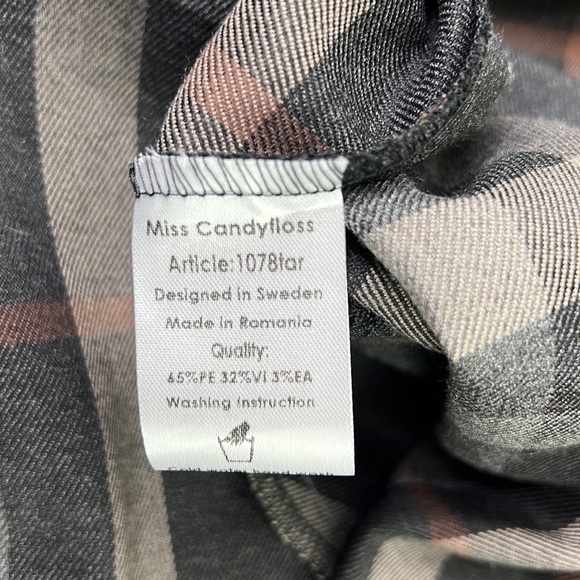 Miss Candyfloss
Article:1078tar
Designed in Sweden
Made in Romania
Quality:
65%PE 32%VI 3%EA
Washing Instruction